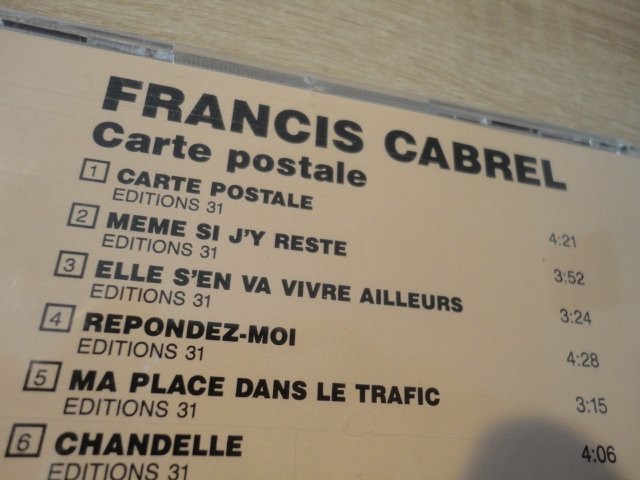 FRANCIS CABREL
Carte postale
1 CARTE POSTALE 4:21
EDITIONS 31
2 MEME SI J'Y RESTE 3:52
EDITIONS 31
3 ELLE S'EN VA VIVRE AILLEURS 3:24
EDITIONS 31
4 REPONDEZ-MOI 4:28
EDITIONS 31
5 MA PLACE DANS LE TRAFIC 3:15
EDITIONS 31
6 CHANDELLE 4:06
EDITIONS 31